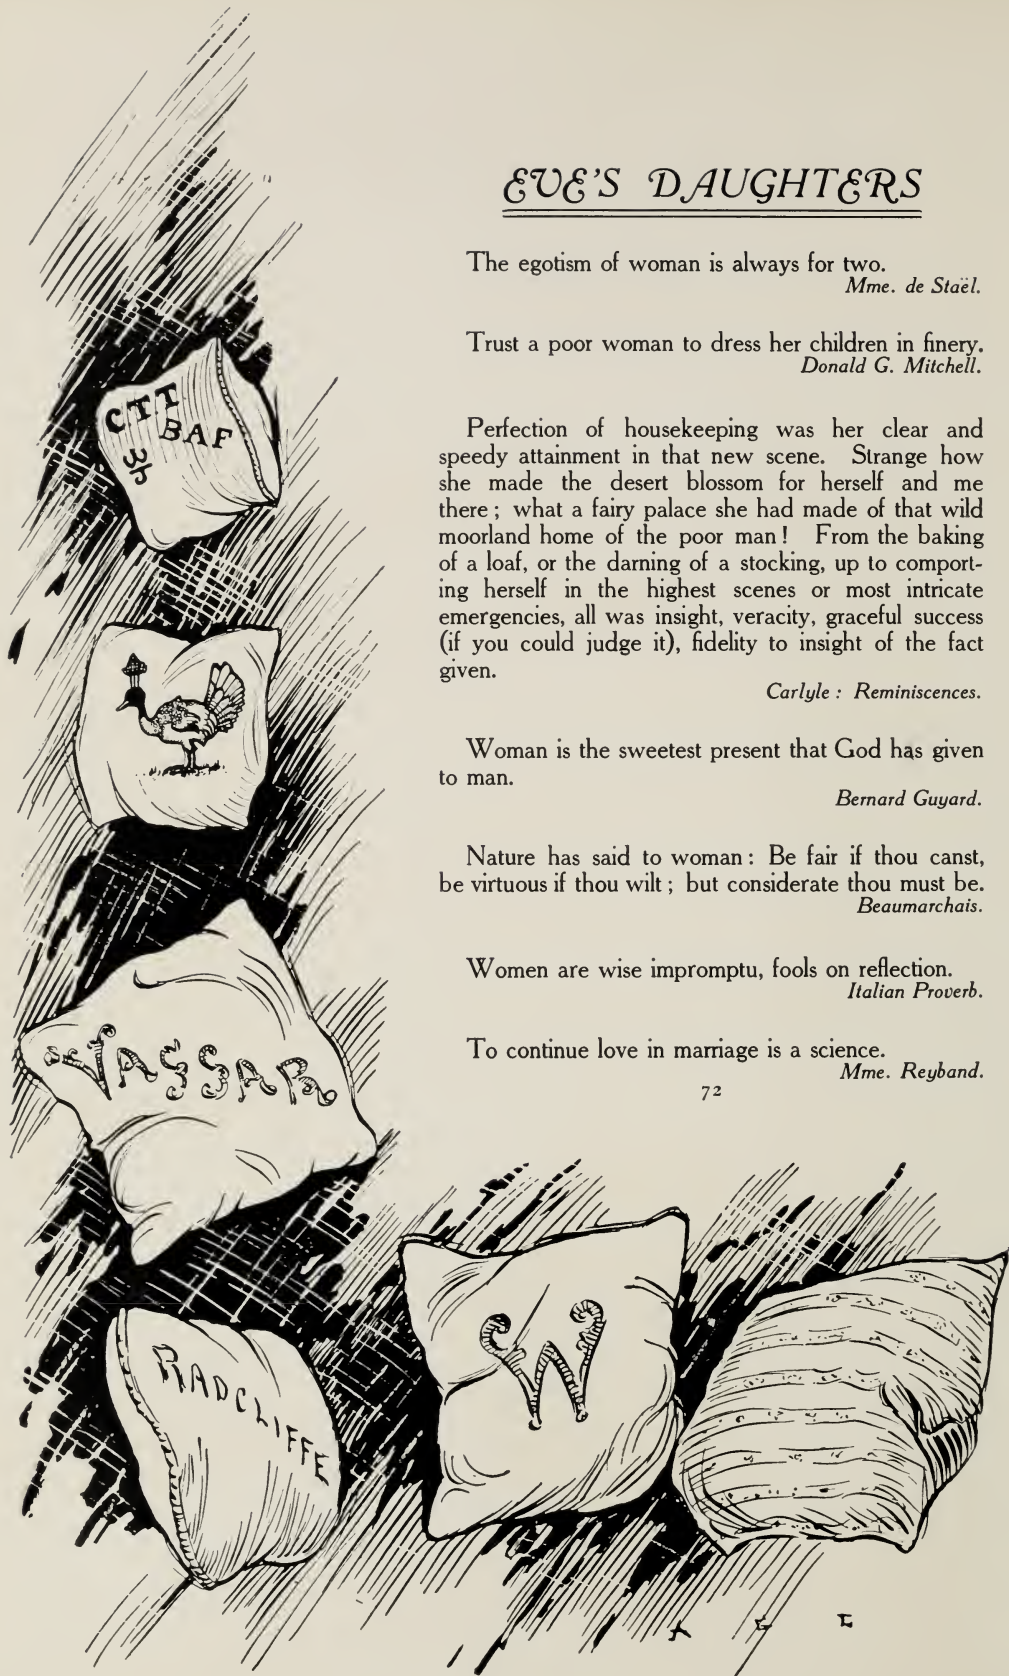 EVE'S DAUGHTERS
The egotism of woman is always for two.
Mme. de Staël.
Trust a poor woman to dress her children in finery.
Donald G. Mitchell.
Perfection of housekeeping was her clear and
speedy attainment in that new scene. Strange how
she made the desert blossom for herself and me
there ; what a fairy palace she had made of that wild
moorland home of the poor man ! From the baking
of a loaf, or the darning of a stocking, up to comport-
ing herself in the highest scenes or most intricate
emergencies, all was insight, veracity, graceful success
(if you could judge it), fidelity to insight of the fact
given.
Carlyle : Reminiscences.
Woman is the sweetest present that God has given
to man.
Bernard Guyard.
Nature has said to woman : Be fair if thou canst,
be virtuous if thou wilt ; but considerate thou must be.
Beaumarchais.
Women are wise impromptu, fools on reflection.
Italian Proverb.
To continue love in marriage is a science.
Mme. Reyband.
72
CTT
BAF
VASSAR
RADCLIFFE
W